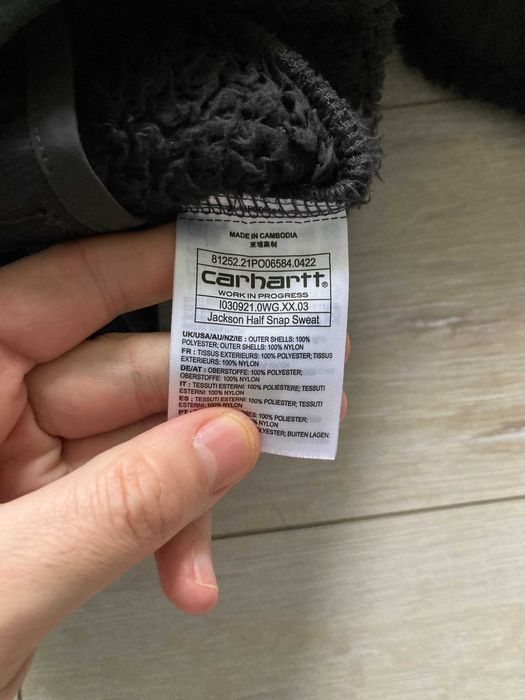 MADE IN CAMBODIA
柬埔寨制
81252.21PO06584.0422
carhartt®
WORK IN PROGRESS
I030921.0WG.XX.03
Jackson Half Snap Sweat
UK/USA/AU/NZ/IE : OUTER SHELLS: 100%
POLYESTER; OUTER SHELLS: 100% NYLON
FR : TISSUS EXTERIEURS: 100% POLYESTER; TISSUS
EXTERIEURS: 100% NYLON
DE/AT : OBERSTOFFE: 100% POLYESTER;
OBERSTOFFE: 100% NYLON
IT : TESSUTI ESTERNI: 100% POLIESTERE; TESSUTI
ESTERNI: 100% NYLON
ES : TESSUTI ESTERNI: 100% POLIESTER; TESSUTI
ESTERNI: 100% NYLON
PT 100% POLIESTER;
NYLON
BUITEN LAGEN: